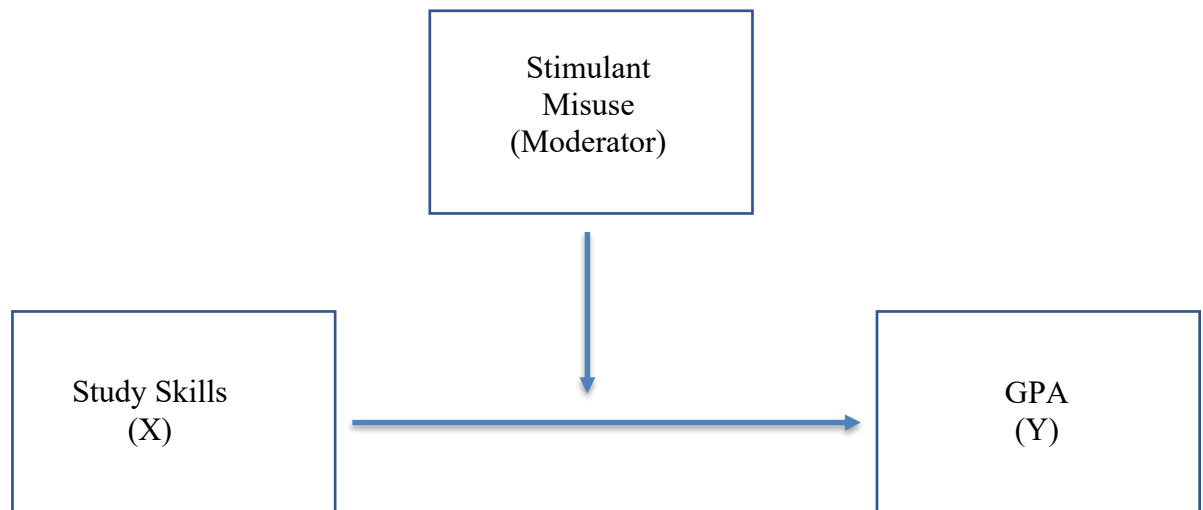 Stimulant
Misuse
(Moderator)
Study Skills
(X)
GPA
(Y)